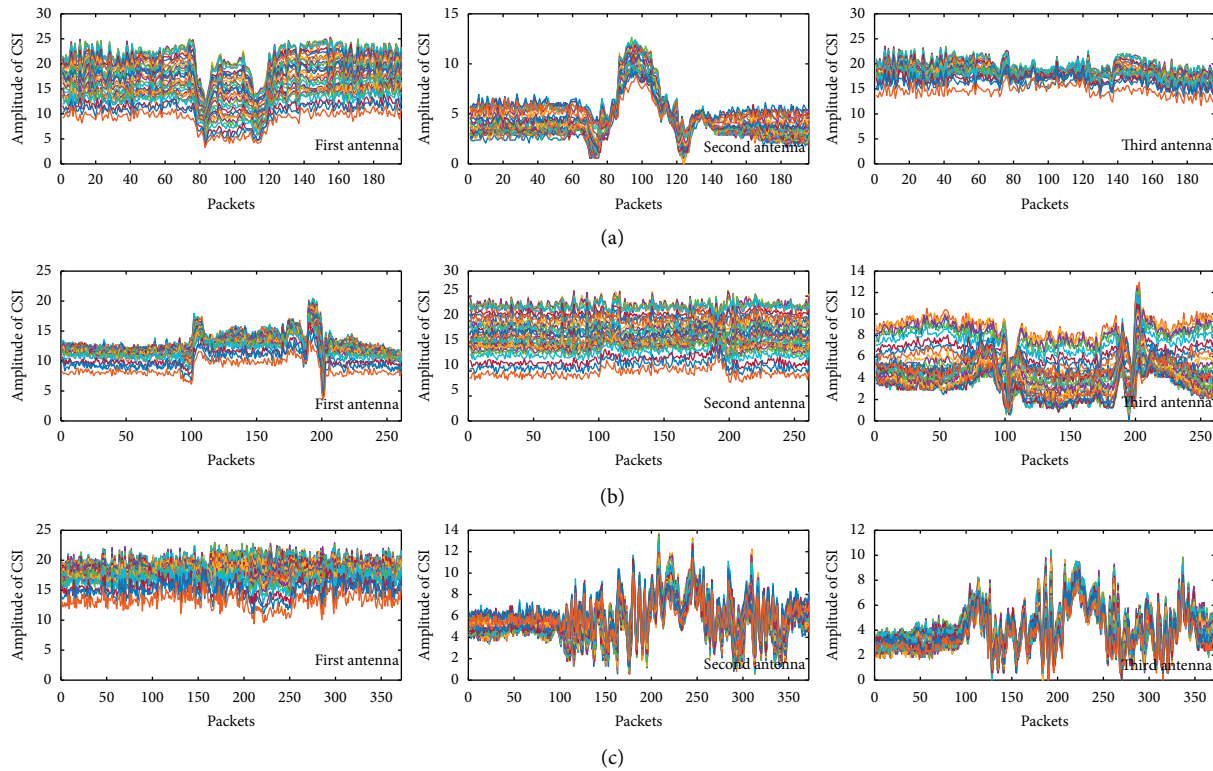 Amplitude of CSI
30
25
20
15
10
5
0
First antenna
0 20 40 60 80 100 120 140 160 180
Packets
Amplitude of CSI
15
10
5
0
Second antenna
0 20 40 60 80 100 120 140 160 180
Packets
Amplitude of CSI
30
25
20
15
10
5
0
Third antenna
0 20 40 60 80 100 120 140 160 180
Packets
(a)
Amplitude of CSI
25
20
15
10
5
0
First antenna
0 50 100 150 200 250
Packets
Amplitude of CSI
30
25
20
15
10
5
0
Second antenna
0 50 100 150 200 250
Packets
Amplitude of CSI
14
12
10
8
6
4
2
0
Third antenna
0 50 100 150 200 250
Packets
(b)
Amplitude of CSI
25
20
15
10
5
0
First antenna
0 50 100 150 200 250 300 350
Packets
Amplitude of CSI
14
12
10
8
6
4
2
0
Second antenna
0 50 100 150 200 250 300 350
Packets
Amplitude of CSI
12
10
8
6
4
2
0
Third antenna
0 50 100 150 200 250 300 350
Packets
(c)